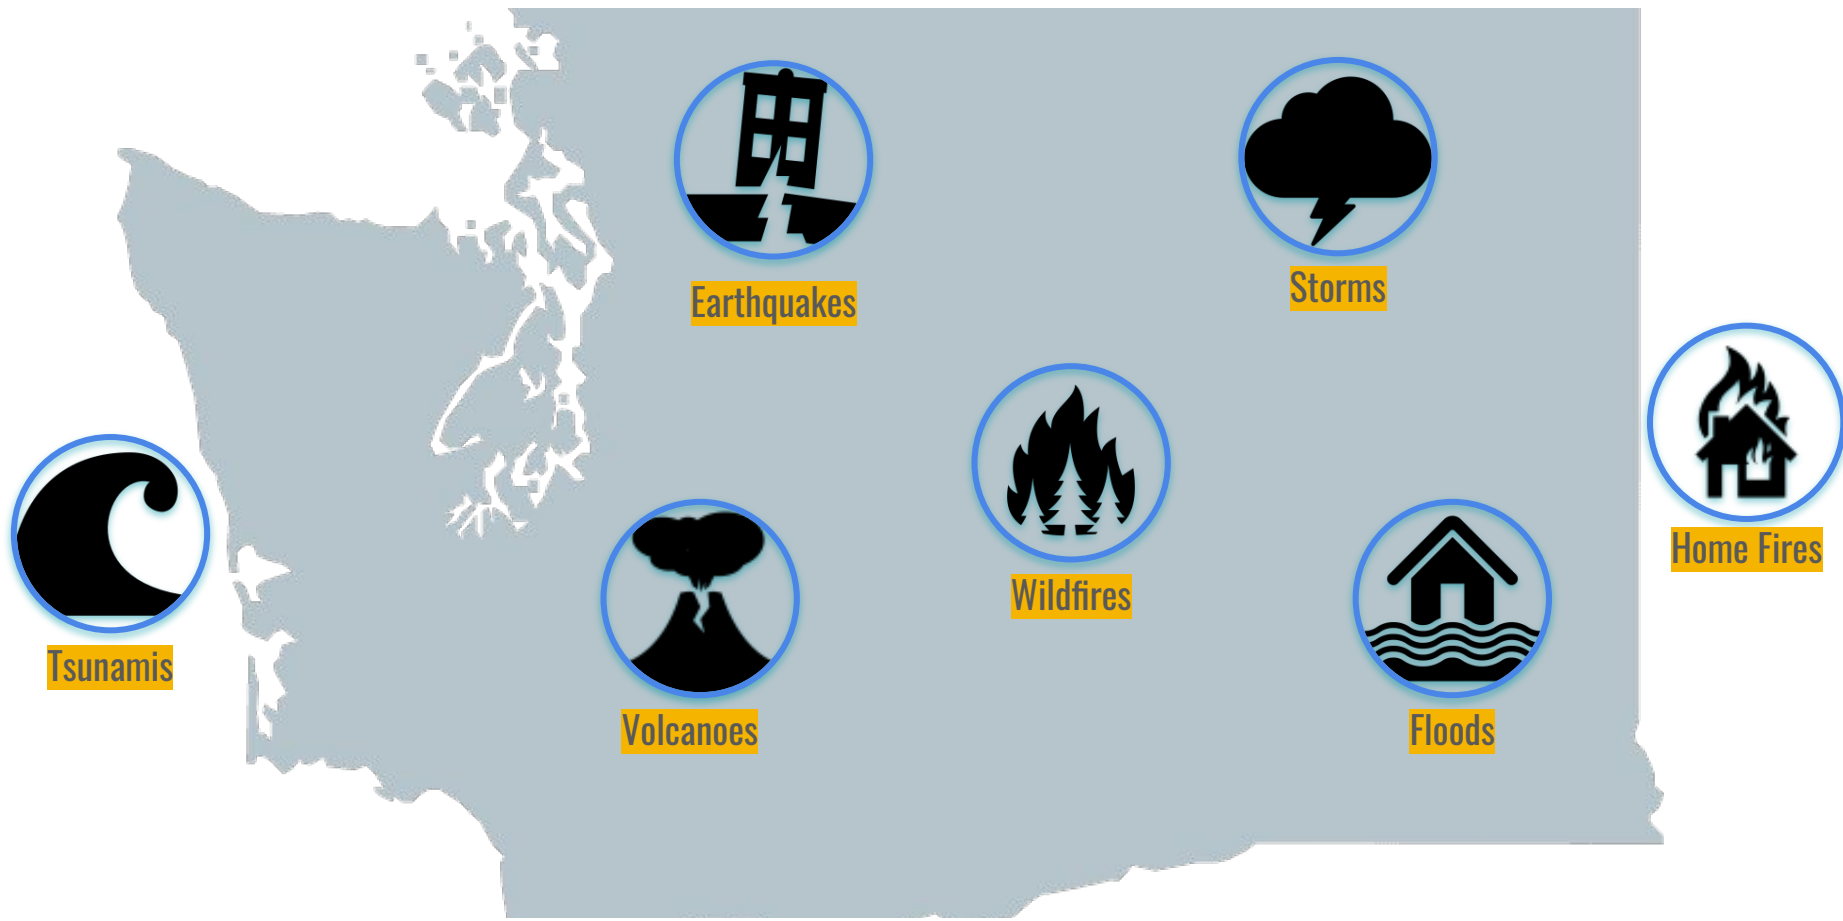 Earthquakes
Storms
Home Fires
Wildfires
Tsunamis
Volcanoes
Floods